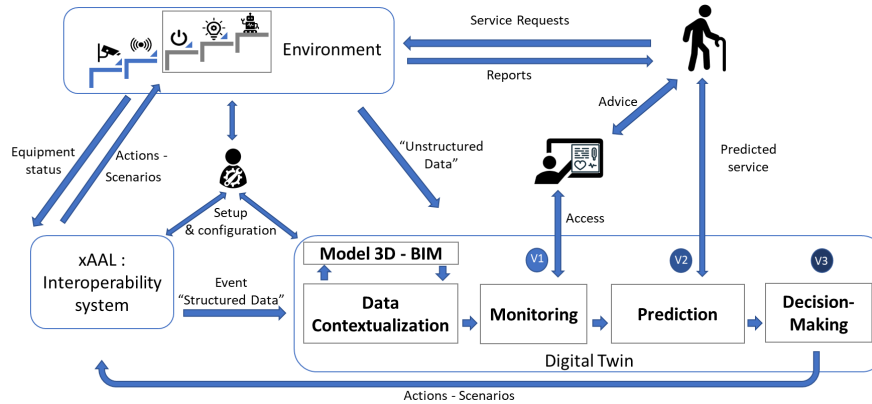 Service Requests
Environment
Reports
Advice
Equipment
status
Actions -
Scenarios
“Unstructured
Data”
Predicted
service
Setup
& configuration
Access
xAAL :
Interoperability
system
Model 3D - BIM
V1
V2
V3
Event
“Structured Data”
Data
Contextualization
Monitoring
Prediction
Decision-
Making
Digital Twin
Actions - Scenarios